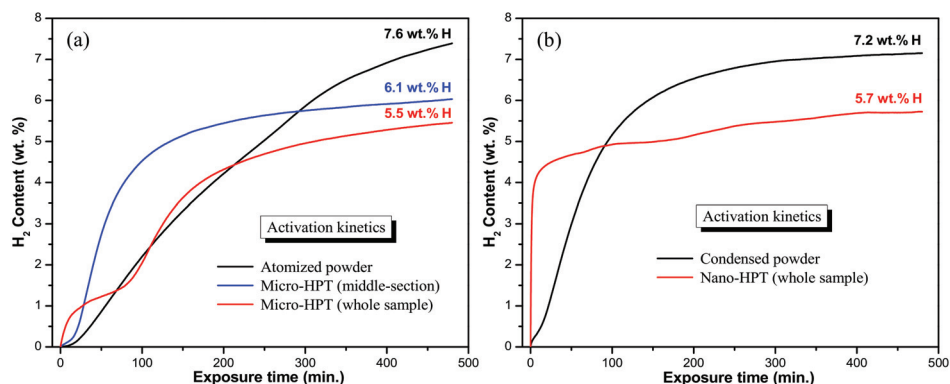 (a)
7.6 wt.% H
6.1 wt.% H
5.5 wt.% H
Activation kinetics
Atomized powder
Micro-HPT (middle-section)
Micro-HPT (whole sample)
H2 Content (wt. %)
8
7
6
5
4
3
2
1
0
0 100 200 300 400 500
Exposure time (min.)
(b)
7.2 wt.% H
5.7 wt.% H
Activation kinetics
Condensed powder
Nano-HPT (whole sample)
H2 Content (wt. %)
8
7
6
5
4
3
2
1
0
0 100 200 300 400 500
Exposure time (min.)